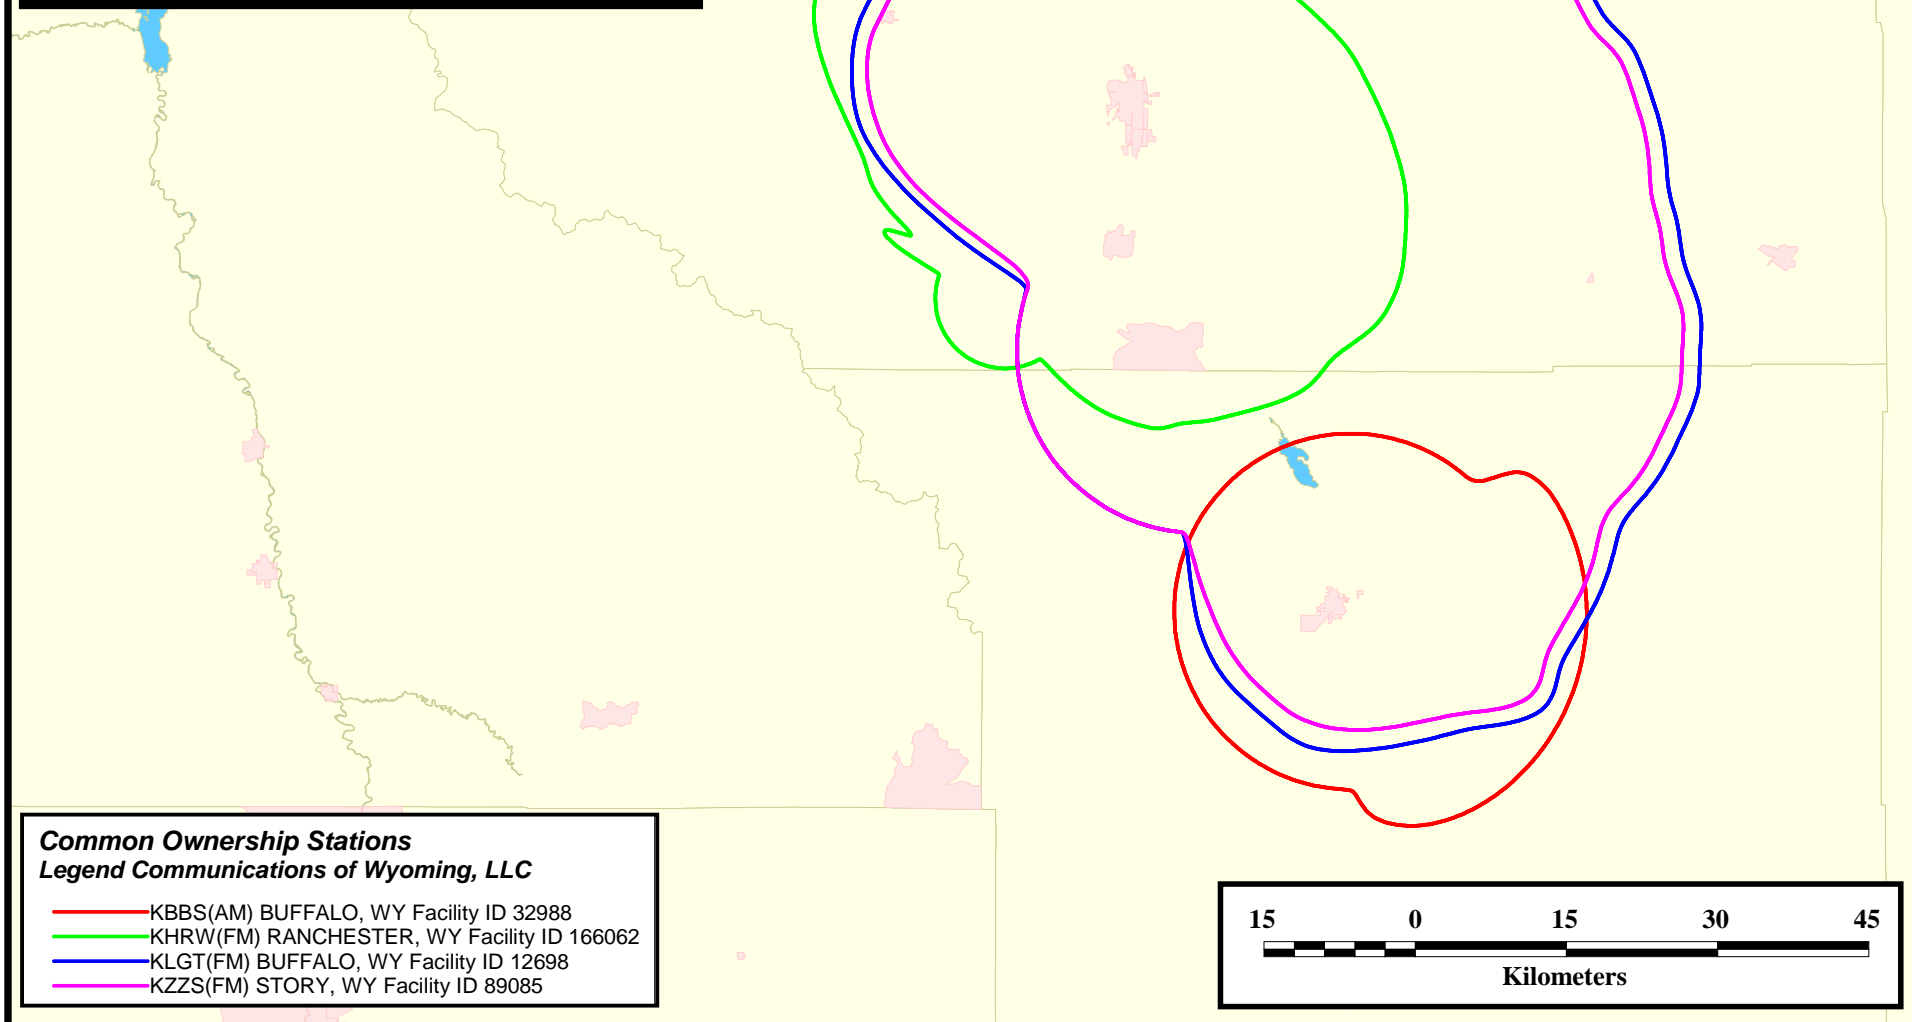 Common Ownership Stations
Legend Communications of Wyoming, LLC
KBBS(AM) BUFFALO, WY Facility ID 32988
KHRW(FM) RANCHESTER, WY Facility ID 166062
KLGT(FM) BUFFALO, WY Facility ID 12698
KZZS(FM) STORY, WY Facility ID 89085
15 0 15 30 45
Kilometers